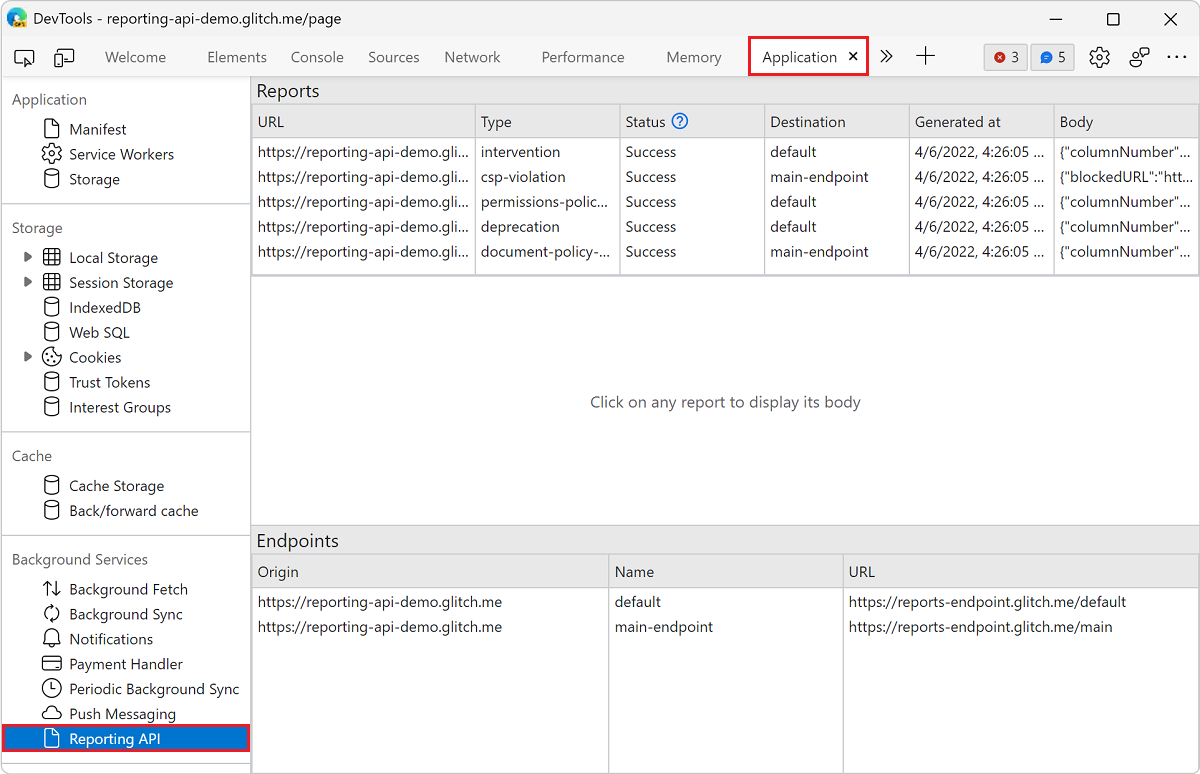 DevTools - reporting-api-demo.glitch.me/page
Welcome Elements Console Sources Network Performance Memory Application 3 5
Application
Manifest
Service Workers
Storage
Storage
Local Storage
Session Storage
IndexedDB
Web SQL
Cookies
Trust Tokens
Interest Groups
Cache
Cache Storage
Back/forward cache
Background Services
Background Fetch
Background Sync
Notifications
Payment Handler
Periodic Background Sync
Push Messaging
Reporting API
Reports
URL Type Status Destination Generated at Body
https://reporting-api-demo.gli... intervention Success default 4/6/2022, 4:26:05 ... {"columnNumber"...
https://reporting-api-demo.gli... csp-violation Success main-endpoint 4/6/2022, 4:26:05 ... {"blockedURL":"htt...
https://reporting-api-demo.gli... permissions-polic... Success default 4/6/2022, 4:26:05 ... {"columnNumber"...
https://reporting-api-demo.gli... deprecation Success default 4/6/2022, 4:26:05 ... {"columnNumber"...
https://reporting-api-demo.gli... document-policy-... Success main-endpoint 4/6/2022, 4:26:05 ... {"columnNumber"...
Click on any report to display its body
Endpoints
Origin Name URL
https://reporting-api-demo.glitch.me default https://reports-endpoint.glitch.me/default
https://reporting-api-demo.glitch.me main-endpoint https://reports-endpoint.glitch.me/main